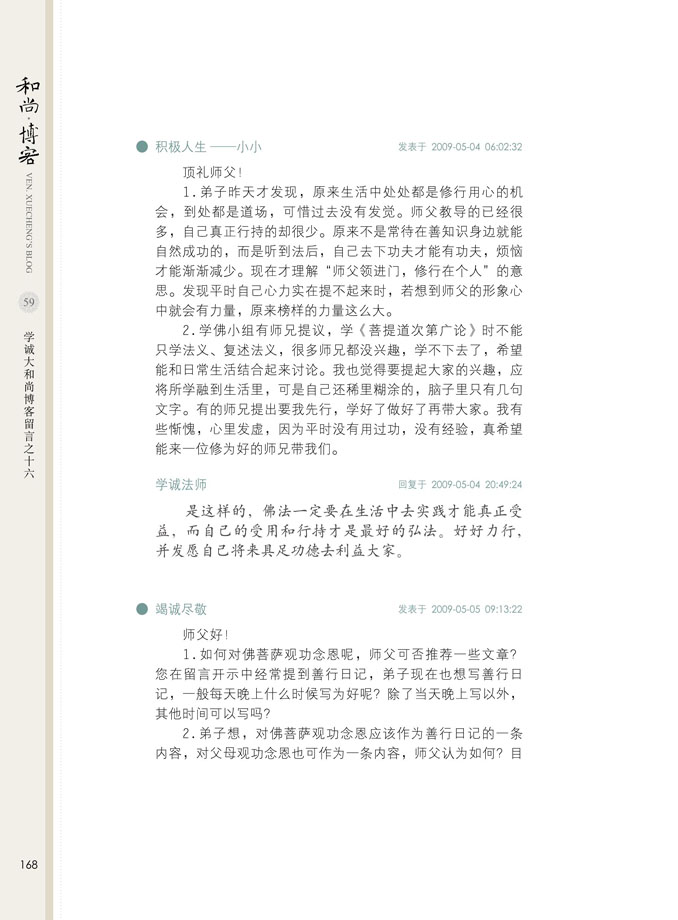 和尚·博客
VEN. XUECHENG'S BLOG
59
学诚大和尚博客留言之十六
168
积极人生 ——小小 发表于 2009-05-04 06:02:32
顶礼师父！
1.弟子昨天才发现，原来生活中处处都是修行用心的机
会，到处都是道场，可惜过去没有发觉。师父教导的已经很
多，自己真正行持的却很少。原来不是常待在善知识身边就能
自然成功的，而是听到法后，自己去下功夫才能有功夫，烦恼
才能渐渐减少。现在才理解“师父领进门，修行在个人”的意
思。发现平时自己心力实在提不起来时，若想到师父的形象心
中就会有力量，原来榜样的力量这么大。
2.学佛小组有师兄提议，学《菩提道次第广论》时不能
只学法义、复述法义，很多师兄都没兴趣，学不下去了，希望
能和日常生活结合起来讨论。我也觉得要提起大家的兴趣，应
将所学融到生活里，可是自己还稀里糊涂的，脑子里只有几句
文字。有的师兄提出要我先行，学好了做好了再带大家。我有
些惭愧，心里发虚，因为平时没有用过功，没有经验，真希望
能来一位修为好的师兄带我们。
学诚法师 回复于 2009-05-04 20:49:24
是这样的，佛法一定要在生活中去实践才能真正受
益，而自己的受用和行持才是最好的弘法。好好力行，
并发愿自己将来具足功德去利益大家。
竭诚尽敬 发表于 2009-05-05 09:13:22
师父好！
1.如何对佛菩萨观功念恩呢，师父可否推荐一些文章？
您在留言开示中经常提到善行日记，弟子现在也想写善行日
记，一般每天晚上什么时候写为好呢？除了当天晚上写以外，
其他时间可以写吗？
2.弟子想，对佛菩萨观功念恩应该作为善行日记的一条
内容，对父母观功念恩也可作为一条内容，师父认为如何？目